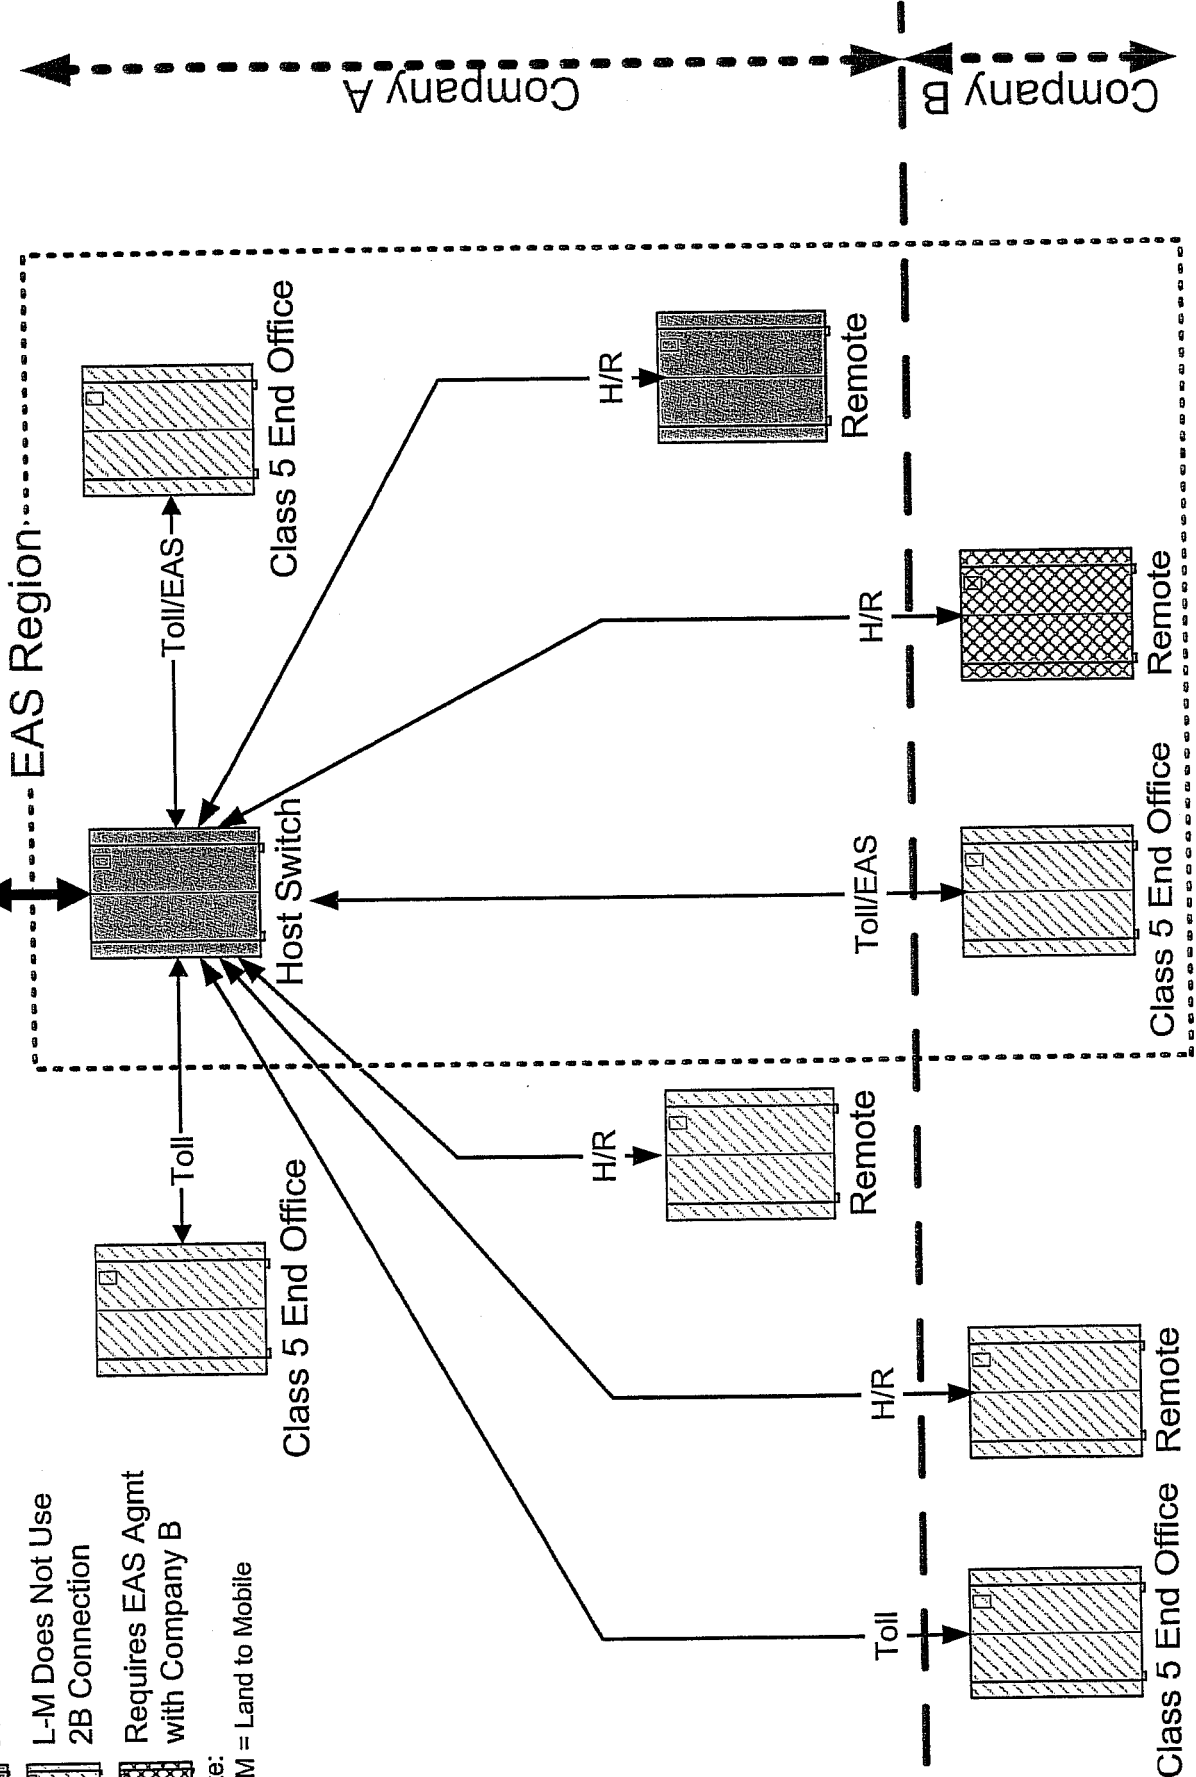 EAS Region
Company A
Company B
Class 5 End Office
Toll/EAS
Host Switch
Toll
Class 5 End Office
H/R
Remote
H/R
Remote
Toll/EAS
Class 5 End Office
H/R
Remote
H/R
Remote
Toll
Class 5 End Office
L-M Does Not Use
2B Connection
Requires EAS Agmt
with Company B
M = Land to Mobile